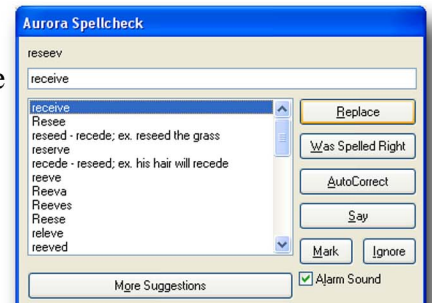 Aurora Spellcheck
reseev
e
receive
receive
Resee
reseed - recede; ex. reseed the grass
reserve
recede - reseed; ex. his hair will recede
reeve
Reeva
Reeves
Reese
releve
reeved
Replace
Was Spelled Right
AutoCorrect
Say
Mark Ignore
More Suggestions
Alarm Sound